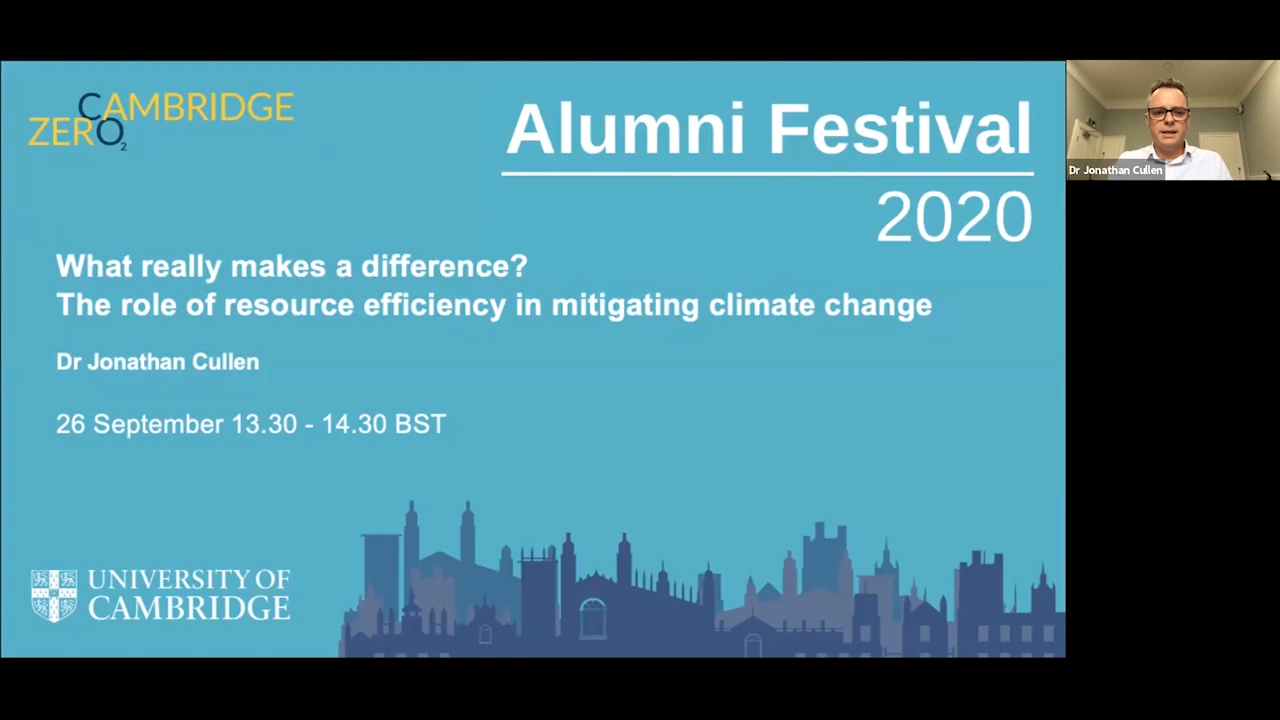 CAMBRIDGE
ZERO2
Alumni Festival
2020
What really makes a difference?
The role of resource efficiency in mitigating climate change
Dr Jonathan Cullen
26 September 13.30 - 14.30 BST
UNIVERSITY OF
CAMBRIDGE
Dr Jonathan Cullen